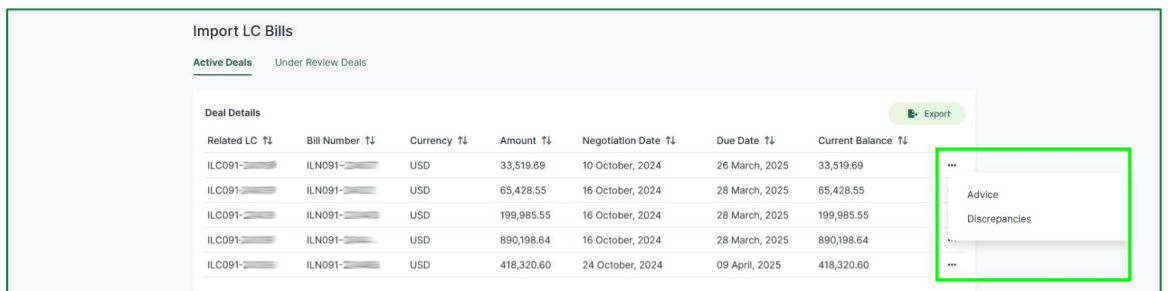 Import LC Bills
Active Deals Under Review Deals
Deal Details Export
Related LC ↑↓ Bill Number ↑↓ Currency ↑↓ Amount ↑↓ Negotiation Date ↑↓ Due Date ↑↓ Current Balance ↑↓
ILC091- ILN091- USD 33,519.69 10 October, 2024 26 March, 2025 33,519.69 ...
ILC091- ILN091- USD 65,428.55 16 October, 2024 28 March, 2025 65,428.55
Advice
ILC091- ILN091- USD 199,985.55 16 October, 2024 28 March, 2025 199,985.55
Discrepancies
ILC091- ILN091- USD 890,198.64 16 October, 2024 28 March, 2025 890,198.64 ...
ILC091- ILN091- USD 418,320.60 24 October, 2024 09 April, 2025 418,320.60 ...